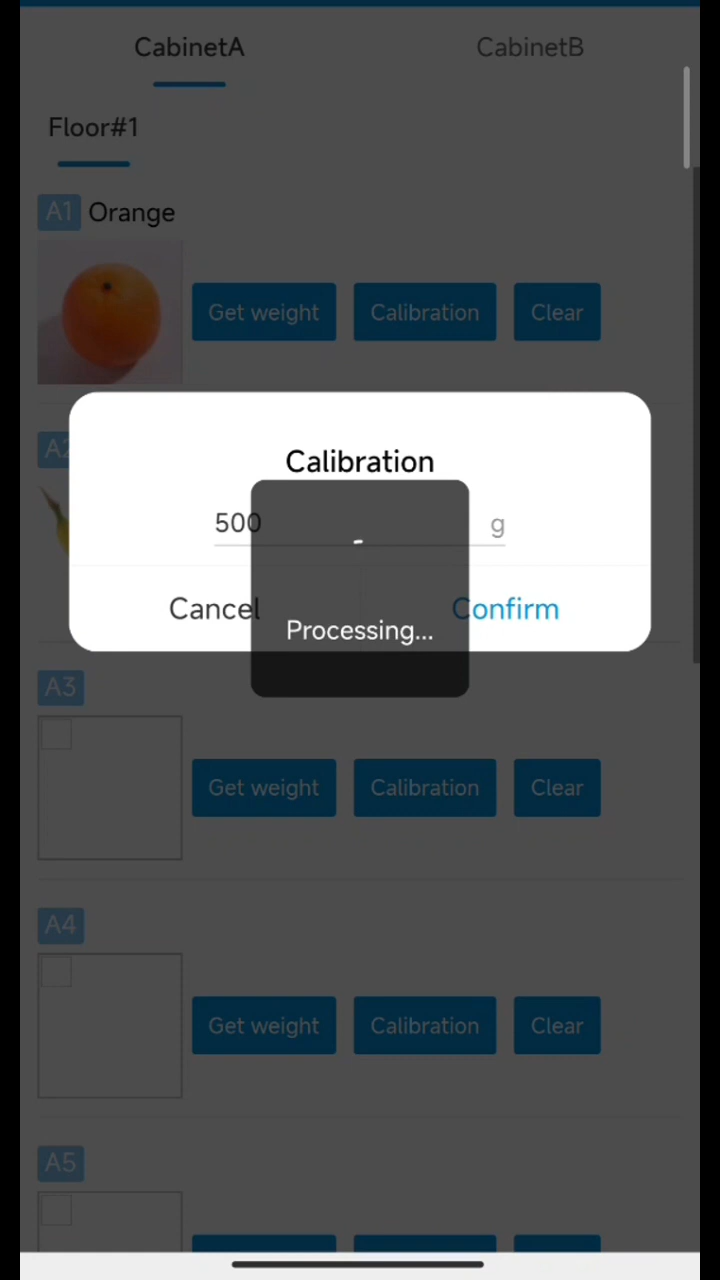 CabinetA CabinetB
Floor#1
A1 Orange
Get weight Calibration Clear
A2
Calibration
500 g
Cancel Confirm
Processing...
A3
Get weight Calibration Clear
A4
Get weight Calibration Clear
A5